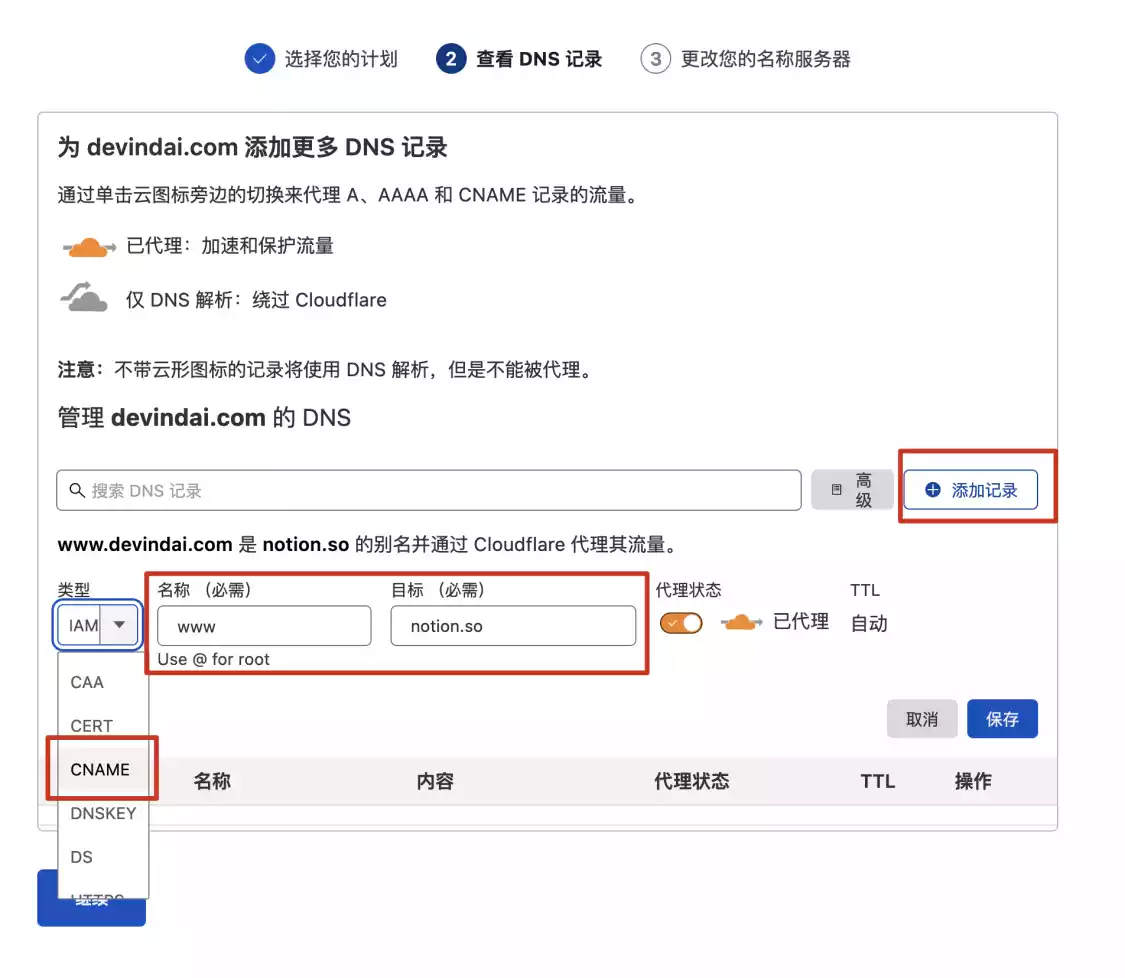 选择您的计划
2 查看 DNS 记录
3 更改您的名称服务器
为 devindai.com 添加更多 DNS 记录
通过单击云图标旁边的切换来代理 A、AAAA 和 CNAME 记录的流量。
已代理：加速和保护流量
仅 DNS 解析：绕过 Cloudflare
注意：不带云形图标的记录将使用 DNS 解析，但是不能被代理。
管理 devindai.com 的 DNS
搜索 DNS 记录
高
级
添加记录
www.devindai.com 是 notion.so 的别名并通过 Cloudflare 代理其流量。
类型 名称 （必需） 目标 （必需） 代理状态 TTL
IAM www notion.so 已代理 自动
Use @ for root
CAA
CERT
取消 保存
CNAME
名称 内容 代理状态 TTL 操作
DNSKEY
DS
HTTPS
继续